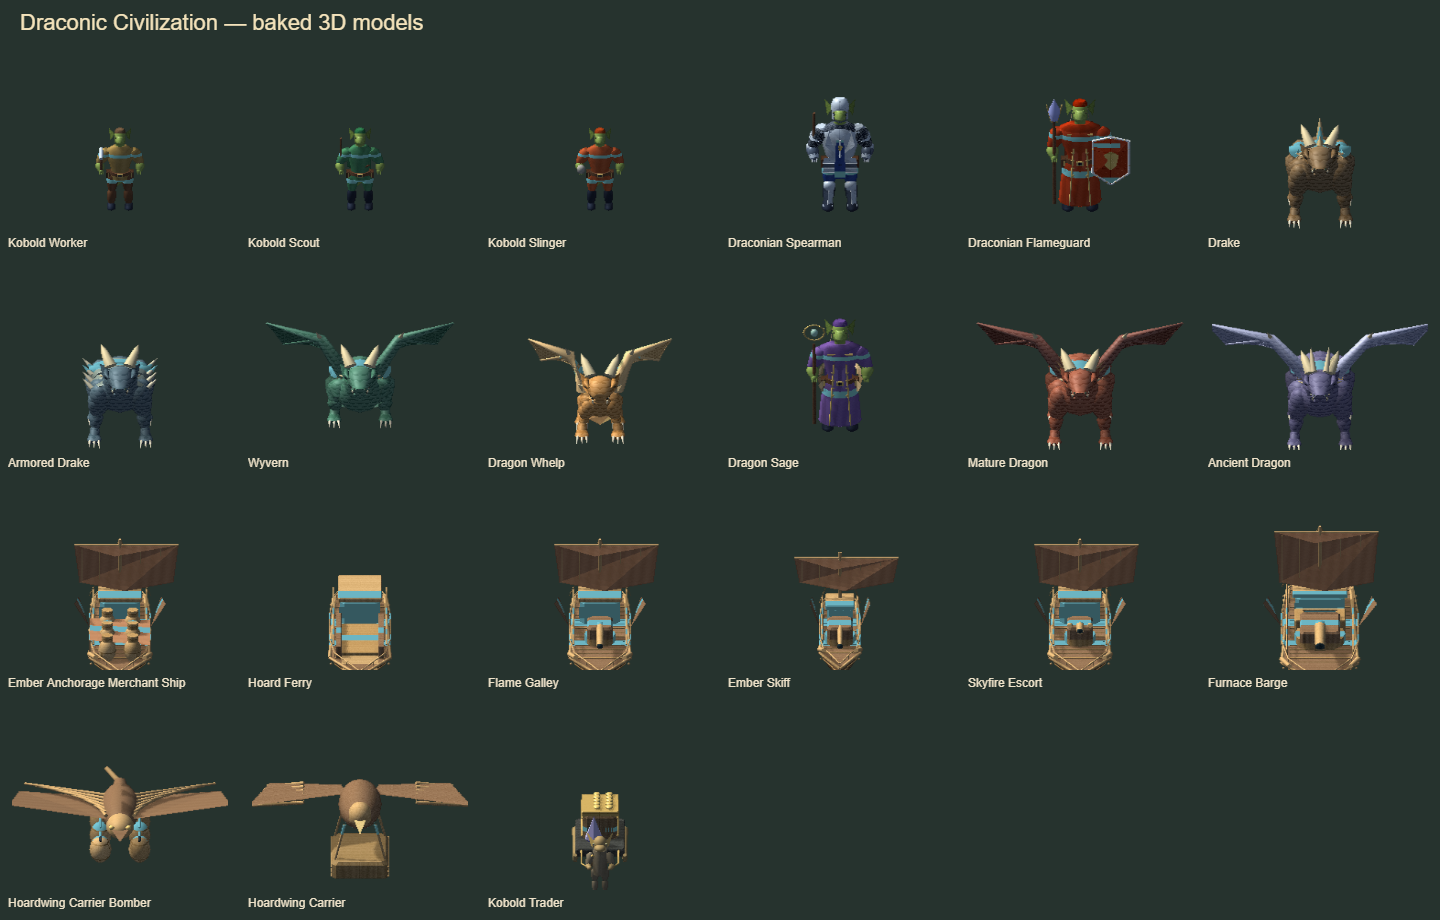 Draconic Civilization — baked 3D models
Kobold Worker
Kobold Scout
Kobold Slinger
Draconian Spearman
Draconian Flameguard
Drake
Armored Drake
Wyvern
Dragon Whelp
Dragon Sage
Mature Dragon
Ancient Dragon
Ember Anchorage Merchant Ship
Hoard Ferry
Flame Galley
Ember Skiff
Skyfire Escort
Furnace Barge
Hoardwing Carrier Bomber
Hoardwing Carrier
Kobold Trader